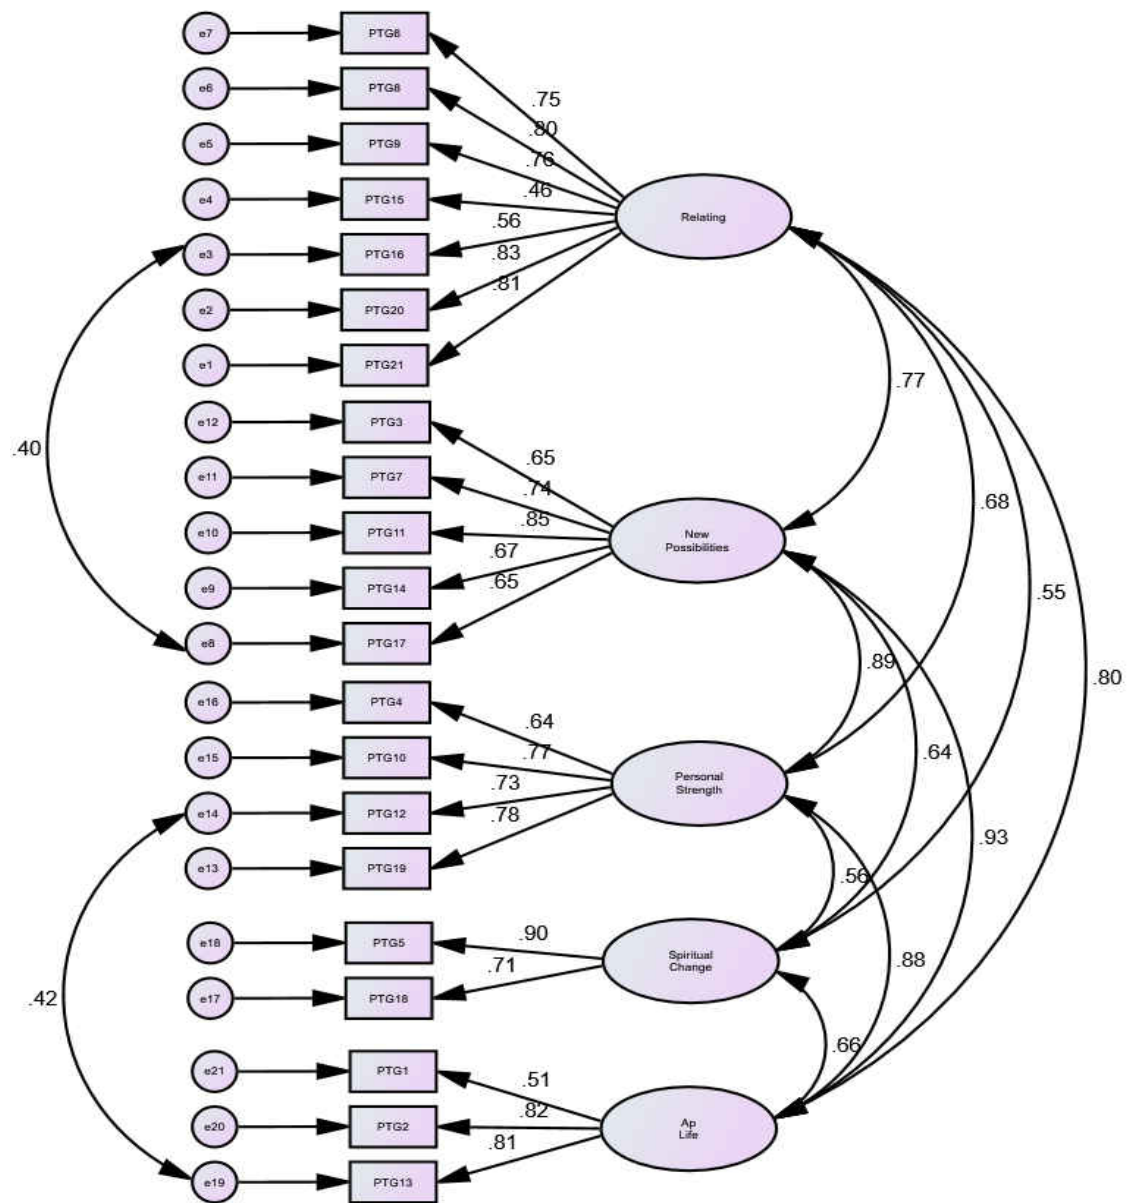 e7 PTG6
e6 PTG8
e5 PTG9
e4 PTG15
e3 PTG16
e2 PTG20
e1 PTG21
.75
.80
.76
.46
.56
.83
.81
Relating
e12 PTG3
e11 PTG7
e10 PTG11
e9 PTG14
e8 PTG17
.65
.74
.85
.67
.65
New
Possibilities
e16 PTG4
e15 PTG10
e14 PTG12
e13 PTG19
.64
.77
.73
.78
Personal
Strength
e18 PTG5
e17 PTG18
.90
.71
Spiritual
Change
e21 PTG1
e20 PTG2
e19 PTG13
.51
.82
.81
Ap
Life
.40
.42
.77
.68
.55
.80
.89
.64
.93
.56
.88
.66